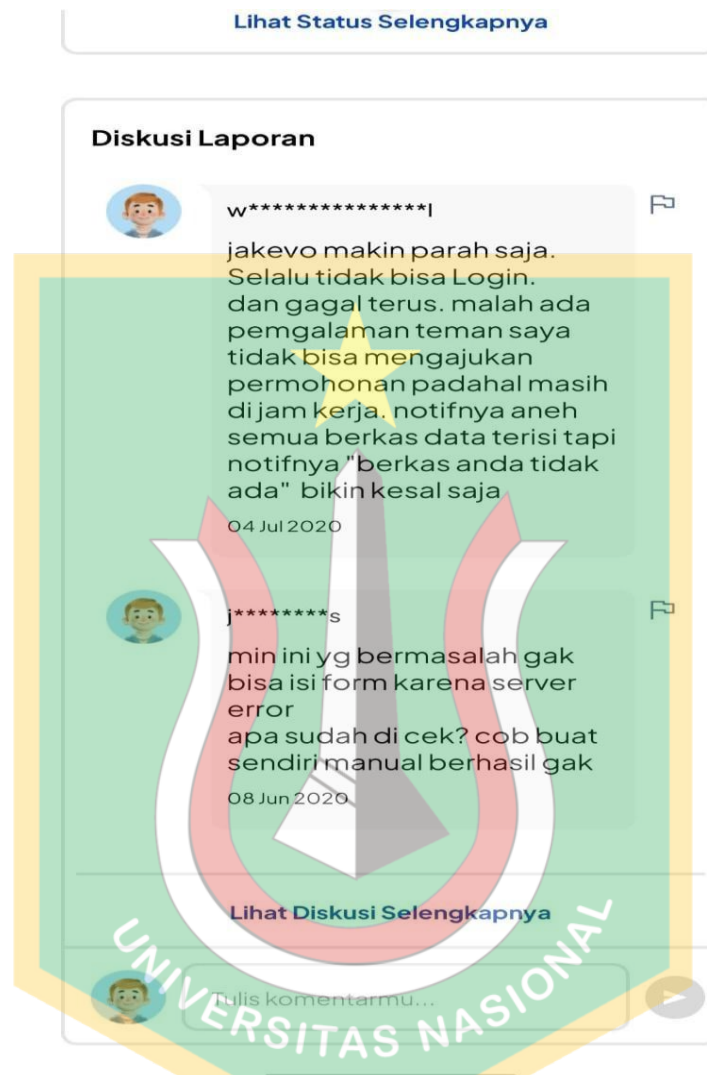 Lihat Status Selengkapnya
Diskusi Laporan
w***************l
jakevo makin parah saja.
Selalu tidak bisa Login.
dan gagal terus. malah ada
pemgalaman teman saya
tidak bisa mengajukan
permohonan padahal masih
di jam kerja. notifnya aneh
semua berkas data terisi tapi
notifnya "berkas anda tidak
ada" bikin kesal saja
04 Jul 2020
j********s
min ini yg bermasalah gak
bisa isi form karena server
error
apa sudah di cek? cob buat
sendiri manual berhasil gak
08 Jun 2020
Lihat Diskusi Selengkapnya
Tulis komentarmu...
UNIVERSITAS NASIONAL